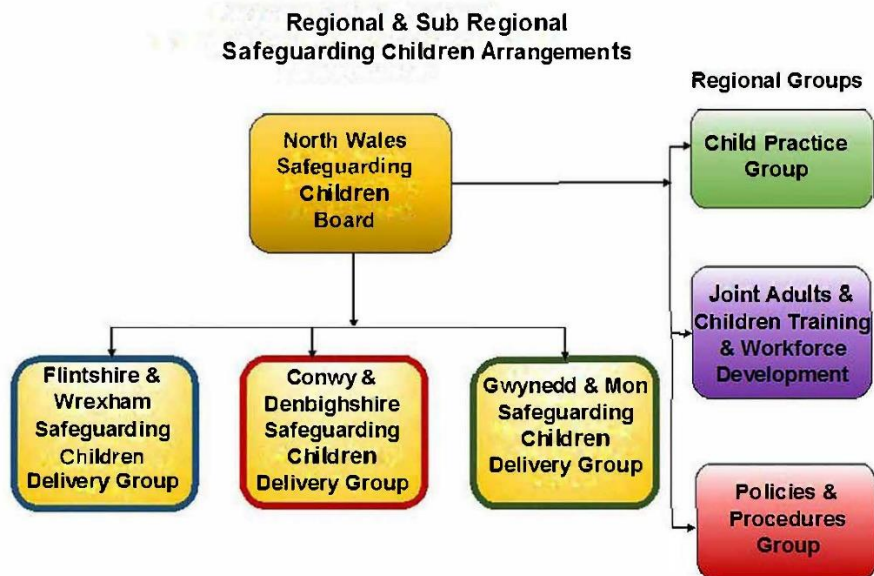 Regional & Sub Regional
Safeguarding Children Arrangements
Regional Groups
North Wales
Safeguarding
Children
Board
Child Practice
Group
Joint Adults &
Children Training
& Workforce
Development
Flintshire &
Wrexham
Safeguarding
Children
Delivery Group
Conwy &
Denbighshire
Safeguarding
Children
Delivery Group
Gwynedd & Mon
Safeguarding
Children
Delivery Group
Policies &
Procedures
Group